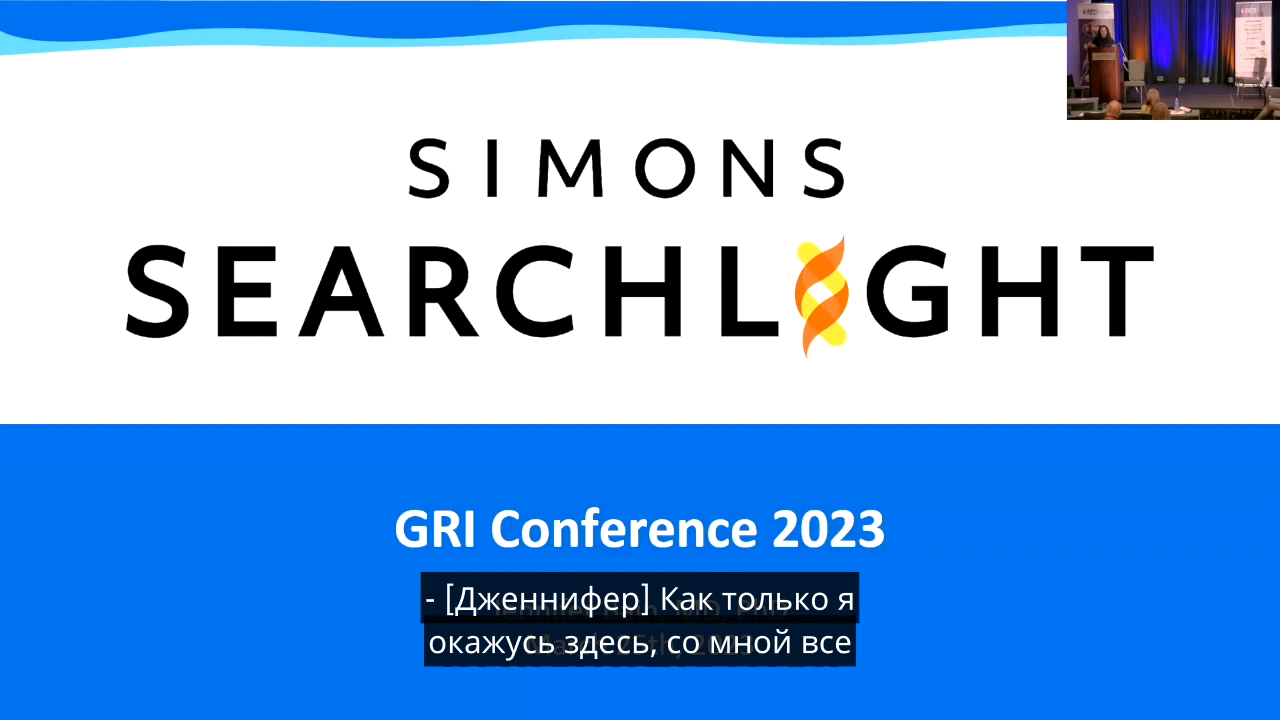 SIMONS
SEARCHLIGHT
GRI Conference 2023
- [Дженнифер] Как только я
окажусь здесь, со мной все